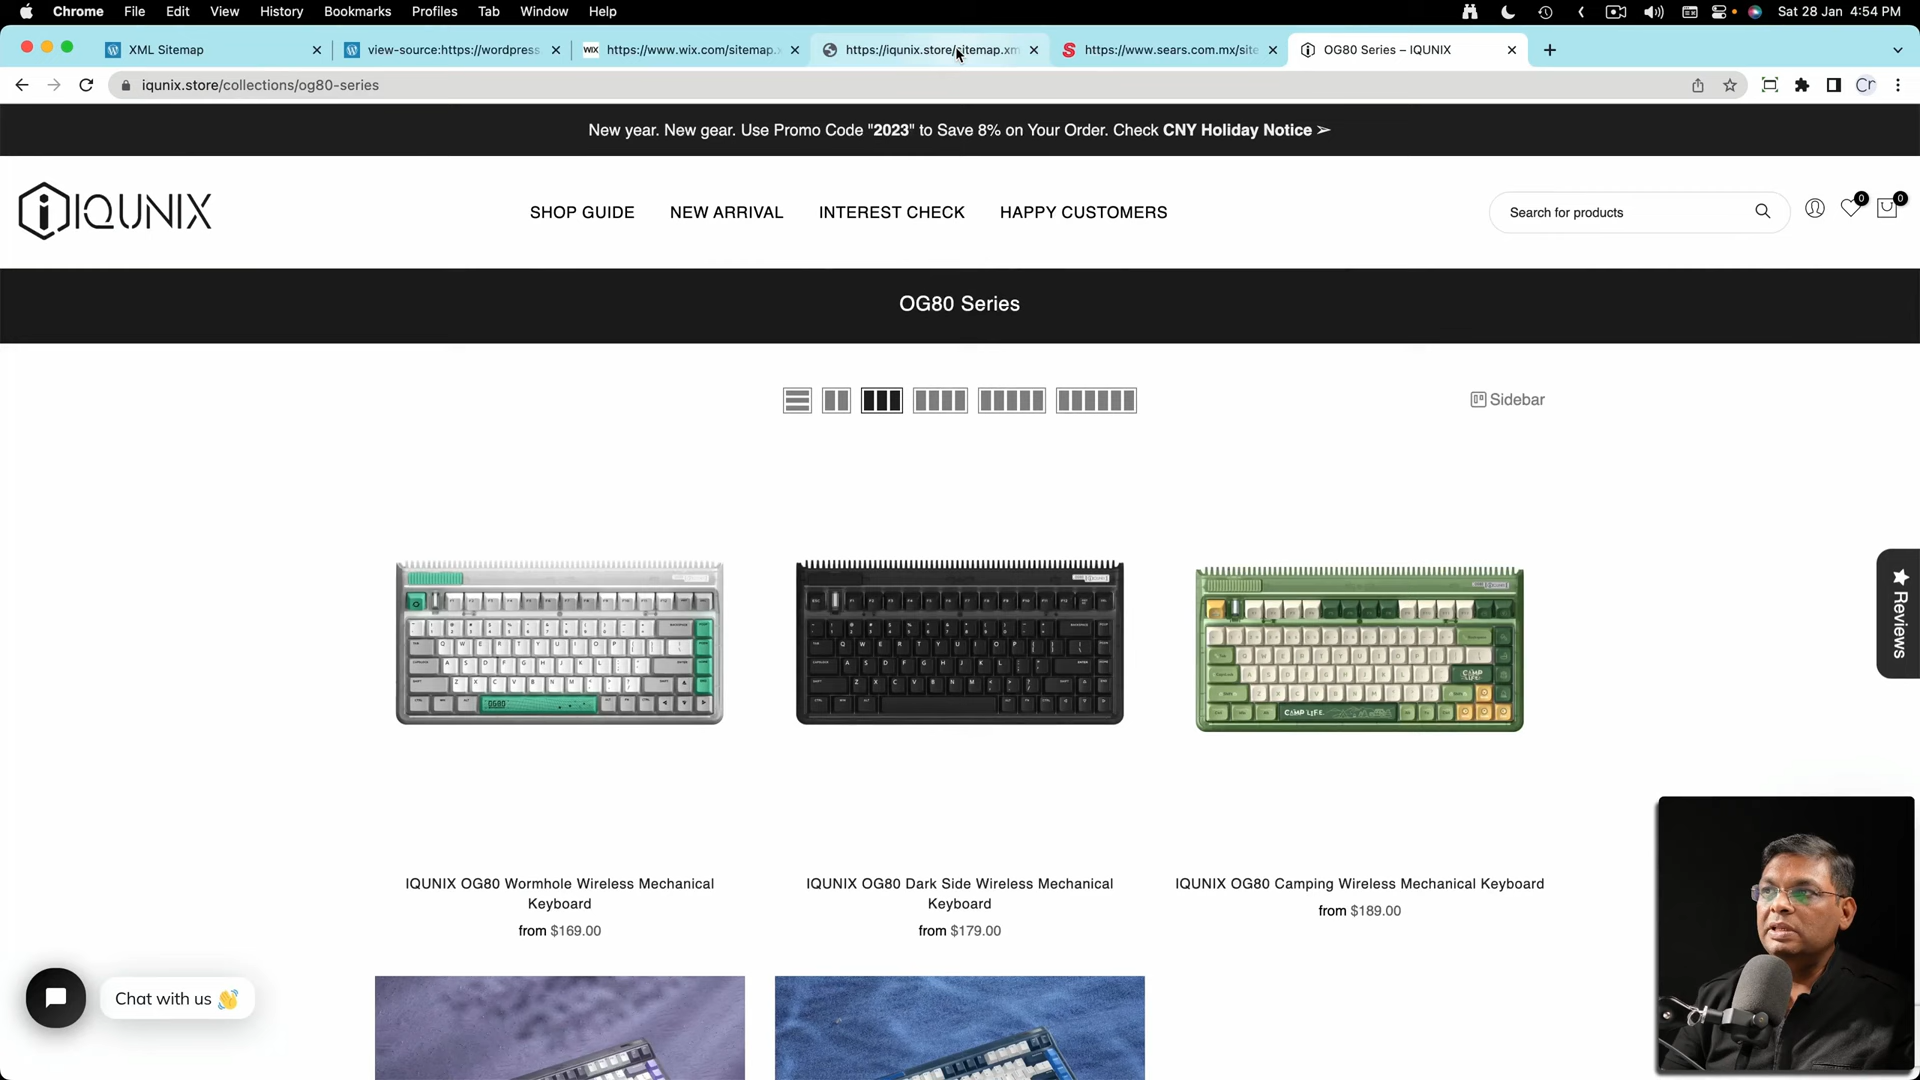 Chrome File Edit View History Bookmarks Profiles Tab Window Help Sat 28 Jan 4:54 PM
XML Sitemap view-source:https://wordpress. WIX https://www.wix.com/sitemap.x https://iqunix.store/sitemap.xm S https://www.sears.com.mx/site OG80 Series – IQUNIX
iqunix.store/collections/og80-series Cr
New year. New gear. Use Promo Code "2023" to Save 8% on Your Order. Check CNY Holiday Notice ➢
IQUNIX SHOP GUIDE NEW ARRIVAL INTEREST CHECK HAPPY CUSTOMERS Search for products 0 0
OG80 Series
Sidebar
★ Reviews
IQUNIX OG80 Wormhole Wireless Mechanical
Keyboard
from $169.00
IQUNIX OG80 Dark Side Wireless Mechanical
Keyboard
from $179.00
IQUNIX OG80 Camping Wireless Mechanical Keyboard
from $189.00
Chat with us 👋